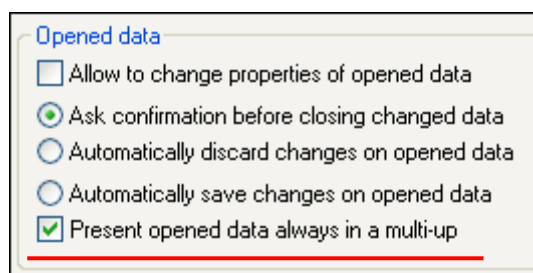 Opened data
Allow to change properties of opened data
Ask confirmation before closing changed data
Automatically discard changes on opened data
Automatically save changes on opened data
Present opened data always in a multi-up